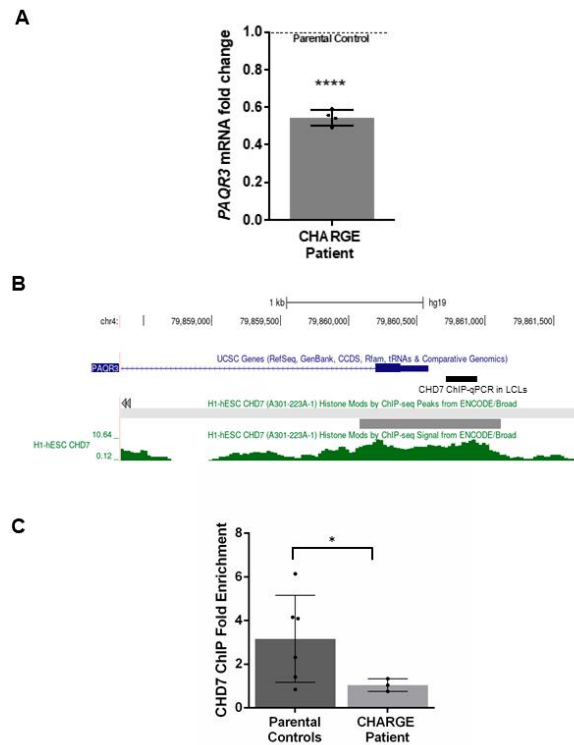 A
1.0
Parental Control
0.8
****
0.6
0.4
0.2
0.0
PAQR3 mRNA fold change
CHARGE
Patient
B
1 kb
hg19
chr4:
79,859,000
79,859,500
79,860,000
79,860,500
79,861,000
79,861,500
UCSC Genes (RefSeq, GenBank, CCDS, Rfam, tRNAs & Comparative Genomics)
PAQR3
CHD7 ChIP-qPCR in LCLs
H1-hESC CHD7 (A301-223A-1) Histone Mods by ChIP-seq Peaks from ENCODE/Broad
H1-hESC CHD7 (A301-223A-1) Histone Mods by ChIP-seq Signal from ENCODE/Broad
10.64
H1-hESC CHD7
0.12
C
8
*
6
4
2
0
CHD7 ChIP Fold Enrichment
Parental
Controls
CHARGE
Patient